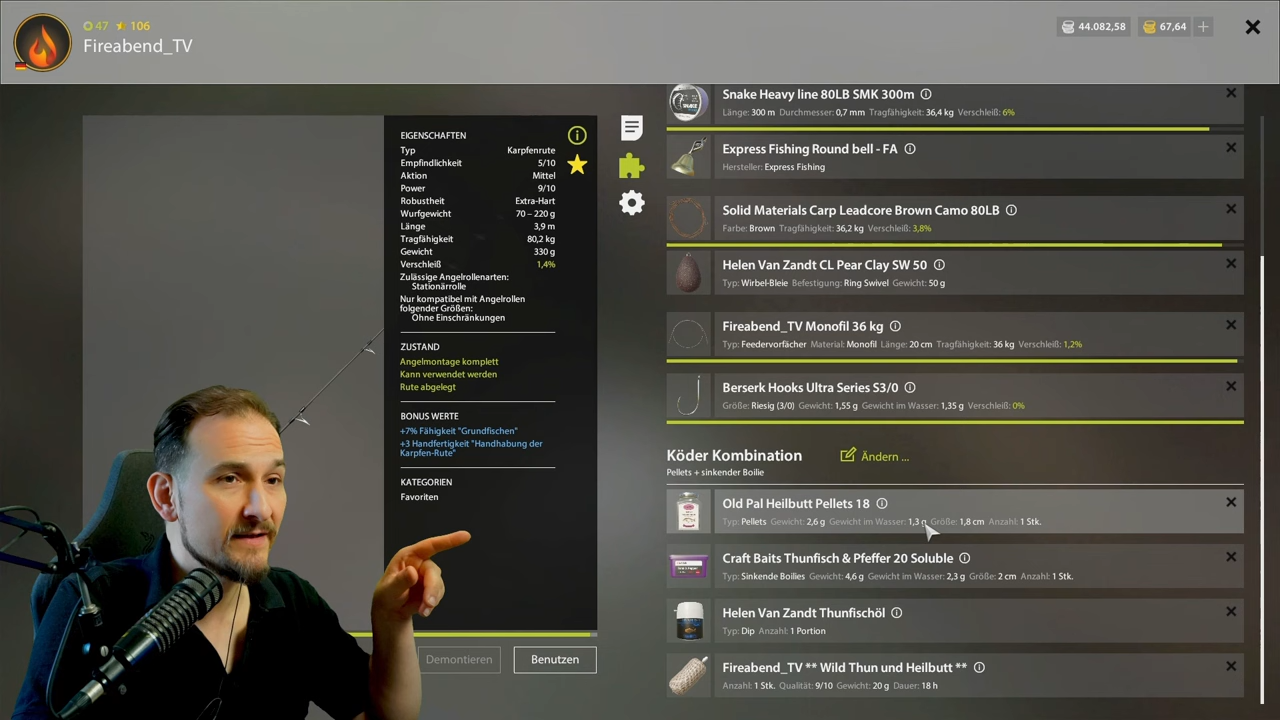 47 106
Fireabend_TV
44.082,58
67,64
EIGENSCHAFTEN
Typ Karpfenrute
Empfindlichkeit 5/10
Aktion Mittel
Power 9/10
Robustheit Extra-Hart
Wurfgewicht 70 – 220 g
Länge 3,9 m
Tragfähigkeit 80,2 kg
Gewicht 330 g
Verschleiß 1,4%
Zulässige Angelrollenarten:
Stationärrolle
Nur kompatibel mit Angelrollen
folgender Größen:
Ohne Einschränkungen
ZUSTAND
Angelmontage komplett
Kann verwendet werden
Rute abgelegt
BONUS WERTE
+7% Fähigkeit "Grundfischen"
+3 Handfertigkeit "Handhabung der
Karpfen-Rute"
KATEGORIEN
Favoriten
Demontieren
Benutzen
Snake Heavy line 80LB SMK 300m
Länge: 300 m Durchmesser: 0,7 mm Tragfähigkeit: 36,4 kg Verschleiß: 6%
Express Fishing Round bell - FA
Hersteller: Express Fishing
Solid Materials Carp Leadcore Brown Camo 80LB
Farbe: Brown Tragfähigkeit: 36,2 kg Verschleiß: 3,8%
Helen Van Zandt CL Pear Clay SW 50
Typ: Wirbel-Bleie Befestigung: Ring Swivel Gewicht: 50 g
Fireabend_TV Monofil 36 kg
Typ: Feedervorfächer Material: Monofil Länge: 20 cm Tragfähigkeit: 36 kg Verschleiß: 1,2%
Berserk Hooks Ultra Series S3/0
Größe: Riesig (3/0) Gewicht: 1,55 g Gewicht im Wasser: 1,35 g Verschleiß: 0%
Köder Kombination
Ändern ...
Pellets + sinkender Boilie
Old Pal Heilbutt Pellets 18
Typ: Pellets Gewicht: 2,6 g Gewicht im Wasser: 1,3 g Größe: 1,8 cm Anzahl: 1 Stk.
Craft Baits Thunfisch & Pfeffer 20 Soluble
Typ: Sinkende Boilies Gewicht: 4,6 g Gewicht im Wasser: 2,3 g Größe: 2 cm Anzahl: 1 Stk.
Helen Van Zandt Thunfischöl
Typ: Dip Anzahl: 1 Portion
Fireabend_TV ** Wild Thun und Heilbutt **
Anzahl: 1 Stk. Qualität: 9/10 Gewicht: 20 g Dauer: 18 h